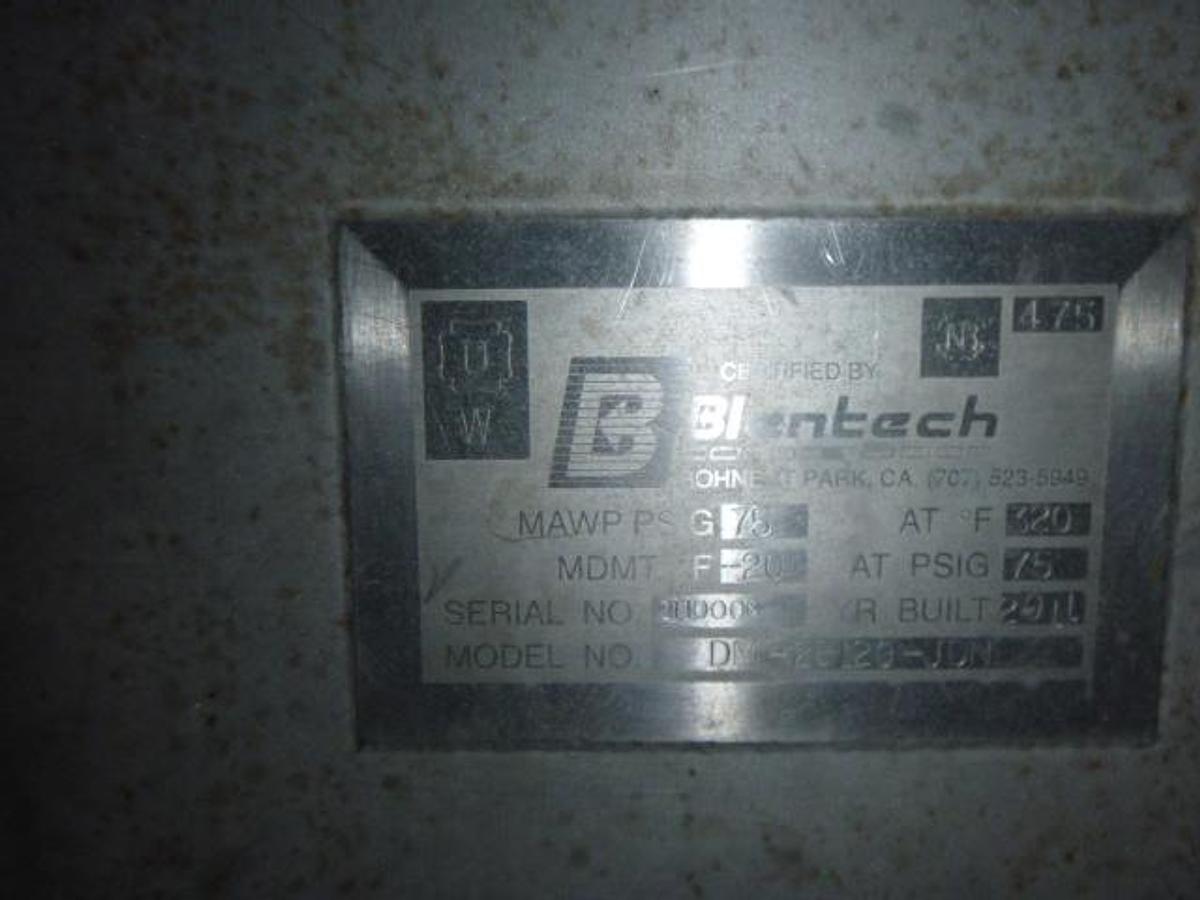 U
W
NB
475
B
CERTIFIED BY
Blentech
ROHNERT PARK, CA. (707) 523-5949
MAWP PSIG 75 AT °F 320
MDMT °F -20 AT PSIG 75
SERIAL NO. YR BUILT
MODEL NO.